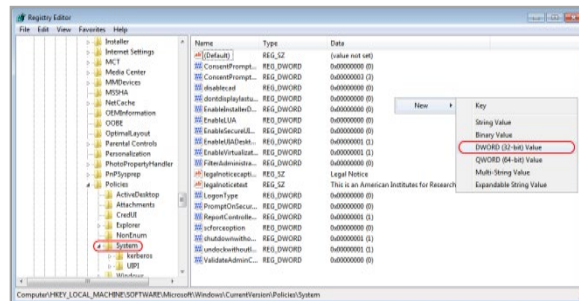 Registry Editor
File Edit View Favorites Help
Installer
Internet Settings
MCT
Media Center
MMDevices
MSSHA
NetCache
OEMInformation
OOBE
OptimalLayout
Parental Controls
Personalization
PhotoPropertyHandler
PnPSysprep
Policies
ActiveDesktop
Attachments
CredUI
Explorer
NonEnum
System
kerberos
UIPI
Windows
Name Type Data
(Default) REG_SZ (value not set)
ConsentPrompt... REG_DWORD 0x00000000 (0)
ConsentPrompt... REG_DWORD 0x00000003 (3)
disablecad REG_DWORD 0x00000000 (0)
dontdisplaylastu... REG_DWORD 0x00000000 (0)
EnableInstallerD... REG_DWORD 0x00000000 (0)
EnableLUA REG_DWORD 0x00000000 (0)
EnableSecureUI... REG_DWORD 0x00000000 (0)
EnableUIADeskt... REG_DWORD 0x00000001 (1)
EnableVirtualizat... REG_DWORD 0x00000001 (1)
FilterAdministra... REG_DWORD 0x00000000 (0)
legalnoticecapti... REG_SZ Legal Notice
legalnoticetext REG_SZ This is an American Institutes for Research
LogonType REG_DWORD 0x00000000 (0)
PromptOnSecur... REG_DWORD 0x00000000 (0)
ReportControlle... REG_DWORD 0x00000001 (1)
scforceoption REG_DWORD 0x00000000 (0)
shutdownwitho... REG_DWORD 0x00000001 (1)
undockwithoutl... REG_DWORD 0x00000001 (1)
ValidateAdminC... REG_DWORD 0x00000000 (0)
New
Key
String Value
Binary Value
DWORD (32-bit) Value
QWORD (64-bit) Value
Multi-String Value
Expandable String Value
Computer\HKEY_LOCAL_MACHINE\SOFTWARE\Microsoft\Windows\CurrentVersion\Policies\System